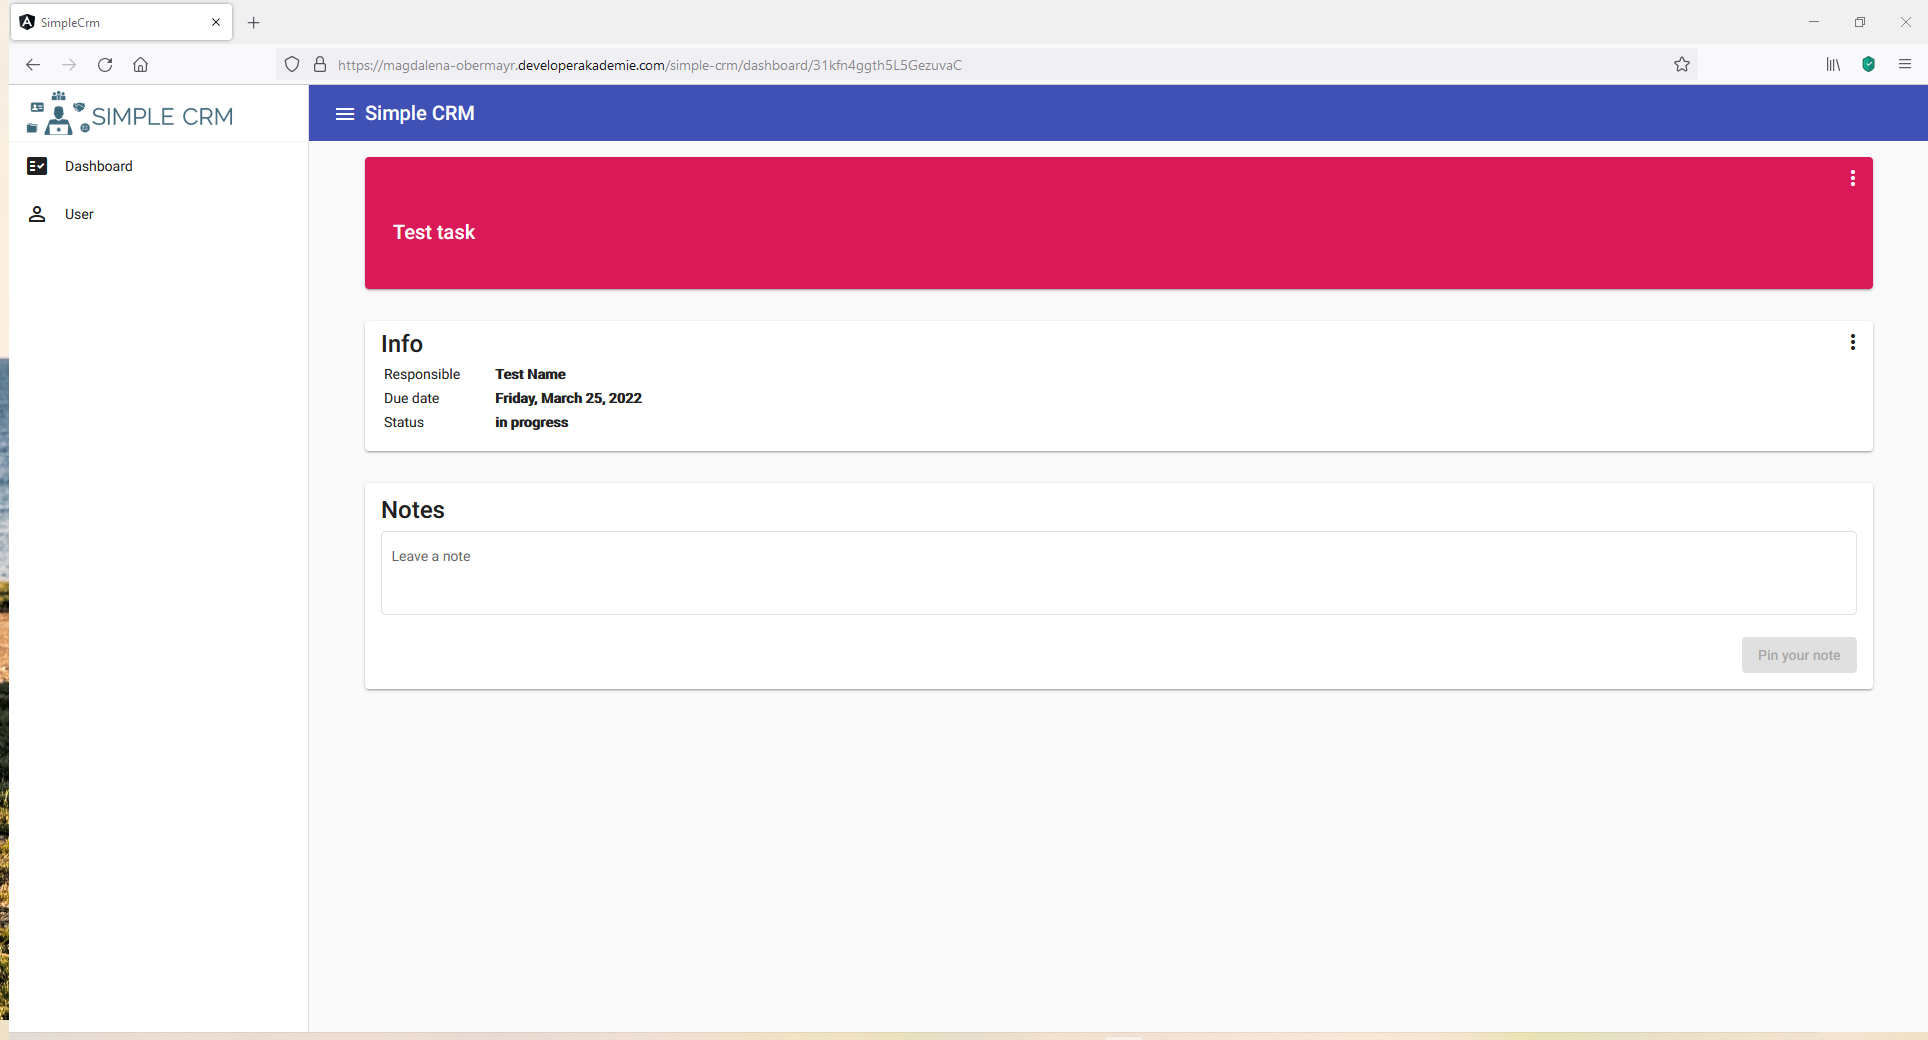 SimpleCrm
https://magdalena-obermayr.developerakademie.com/simple-crm/dashboard/31kfn4ggth5L5GezuvaC
SIMPLE CRM
Simple CRM
Dashboard
User
Test task
Info
Responsible Test Name
Due date Friday, March 25, 2022
Status in progress
Notes
Leave a note
Pin your note